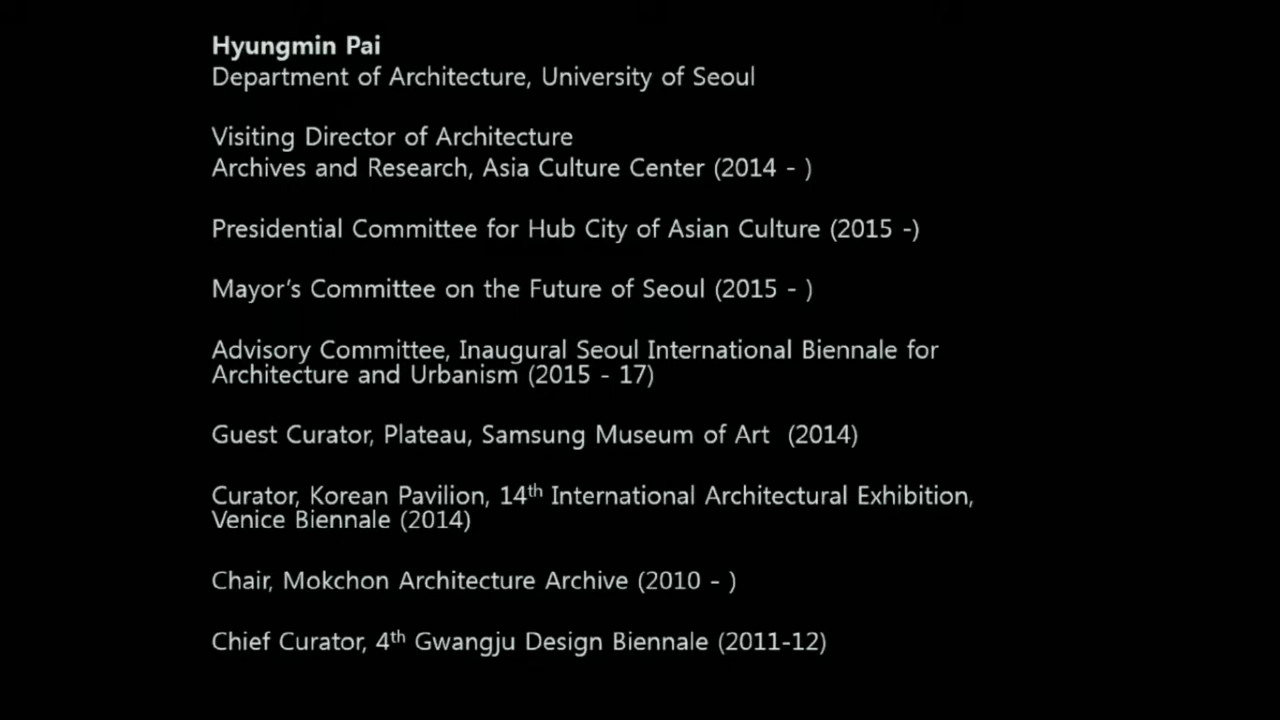 Hyungmin Pai
Department of Architecture, University of Seoul
Visiting Director of Architecture
Archives and Research, Asia Culture Center (2014 - )
Presidential Committee for Hub City of Asian Culture (2015 -)
Mayor’s Committee on the Future of Seoul (2015 - )
Advisory Committee, Inaugural Seoul International Biennale for
Architecture and Urbanism (2015 - 17)
Guest Curator, Plateau, Samsung Museum of Art  (2014)
Curator, Korean Pavilion, 14th International Architectural Exhibition,
Venice Biennale (2014)
Chair, Mokchon Architecture Archive (2010 - )
Chief Curator, 4th Gwangju Design Biennale (2011-12)